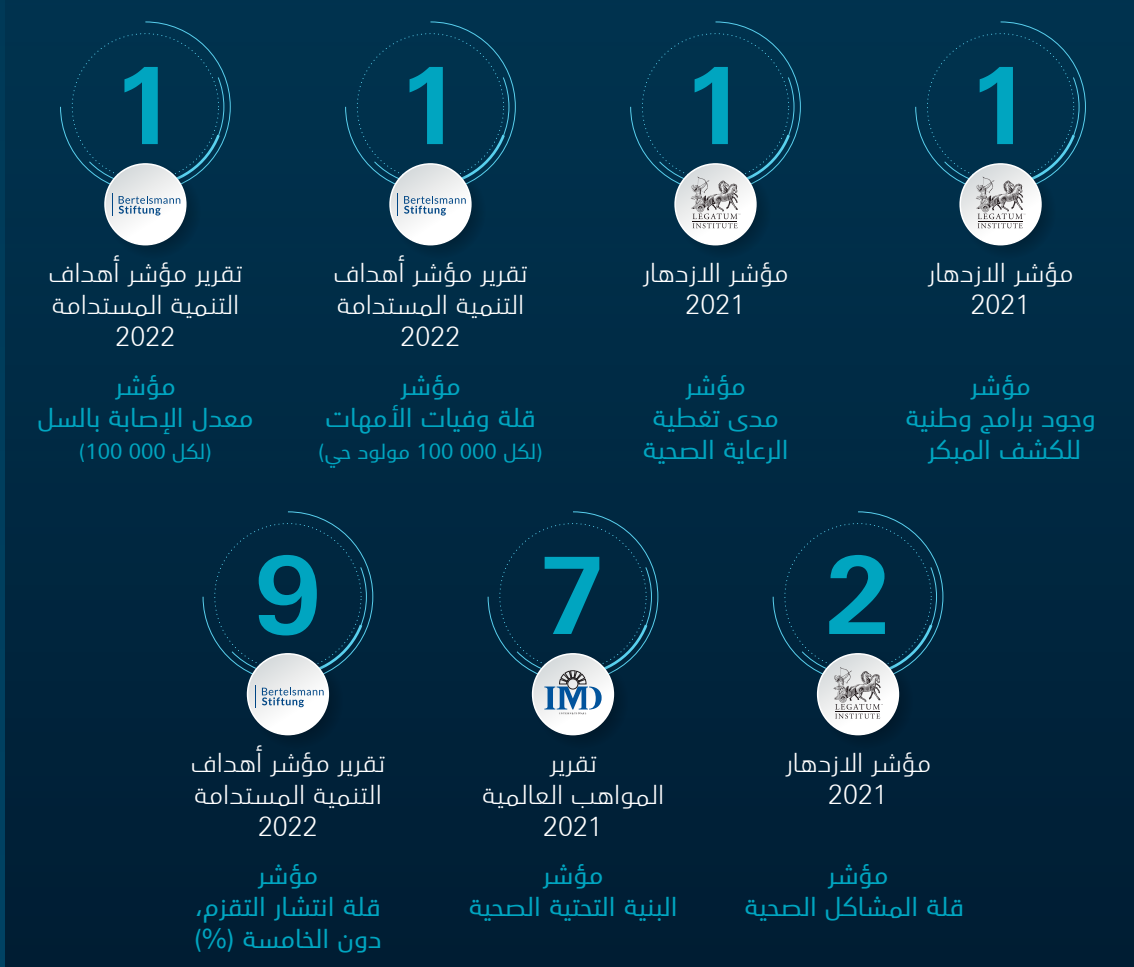 1
LEGATUM
INSTITUTE
مؤشر الازدهار
2021
مؤشر
وجود برامج وطنية
للكشف المبكر
1
LEGATUM
INSTITUTE
مؤشر الازدهار
2021
مؤشر
مدى تغطية
الرعاية الصحية
1
Bertelsmann
Stiftung
تقرير مؤشر أهداف
التنمية المستدامة
2022
مؤشر
قلة وفيات الأمهات
(لكل 000 100 مولود حي)
1
Bertelsmann
Stiftung
تقرير مؤشر أهداف
التنمية المستدامة
2022
مؤشر
معدل الإصابة بالسل
(لكل 000 100)
2
LEGATUM
INSTITUTE
مؤشر الازدهار
2021
مؤشر
قلة المشاكل الصحية
7
IMD
تقرير
المواهب العالمية
2021
مؤشر
البنية التحتية الصحية
9
Bertelsmann
Stiftung
تقرير مؤشر أهداف
التنمية المستدامة
2022
مؤشر
قلة انتشار التقزم،
دون الخامسة (%)